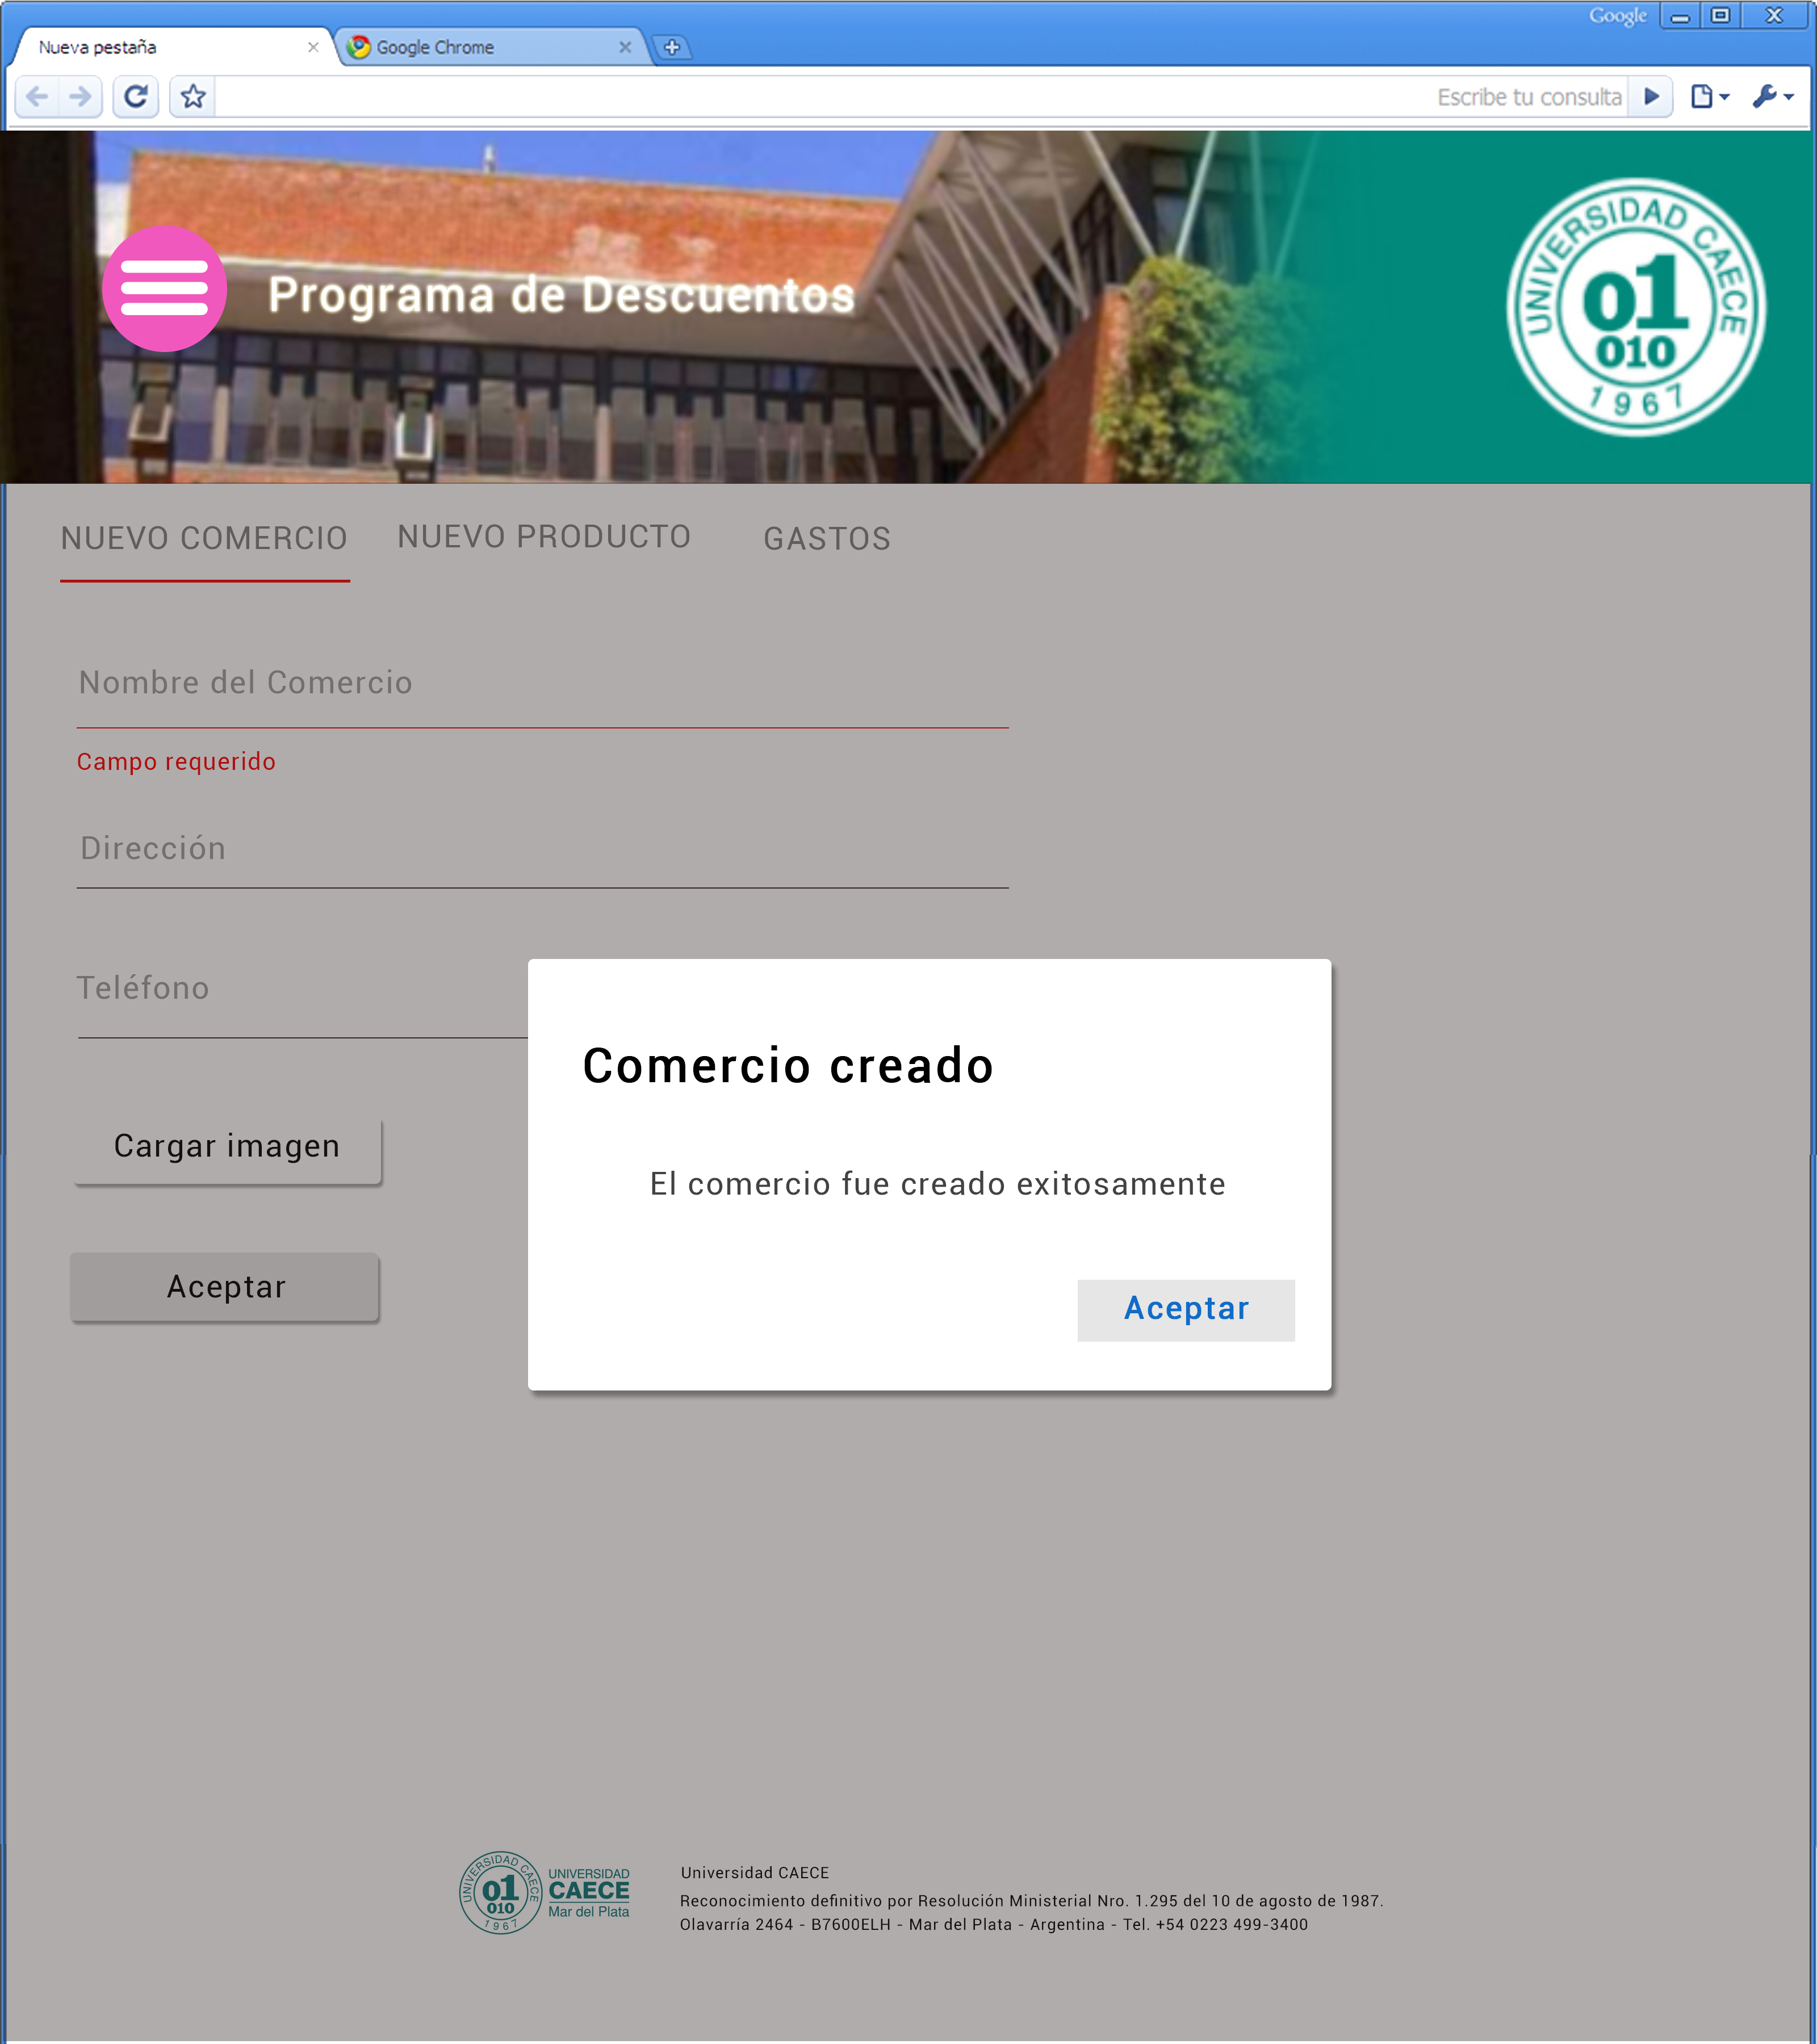 Google
Nueva pestaña
Google Chrome
Escribe tu consulta
Programa de Descuentos
UNIVERSIDAD CAECE
01
010
1967
NUEVO COMERCIO
NUEVO PRODUCTO
GASTOS
Nombre del Comercio
Campo requerido
Dirección
Teléfono
Comercio creado
Cargar imagen
El comercio fue creado exitosamente
Aceptar
Aceptar
UNIVERSIDAD CAECE
01
010
1967
UNIVERSIDAD
CAECE
Mar del Plata
Universidad CAECE
Reconocimiento definitivo por Resolución Ministerial Nro. 1.295 del 10 de agosto de 1987.
Olavarría 2464 - B7600ELH - Mar del Plata - Argentina - Tel. +54 0223 499-3400